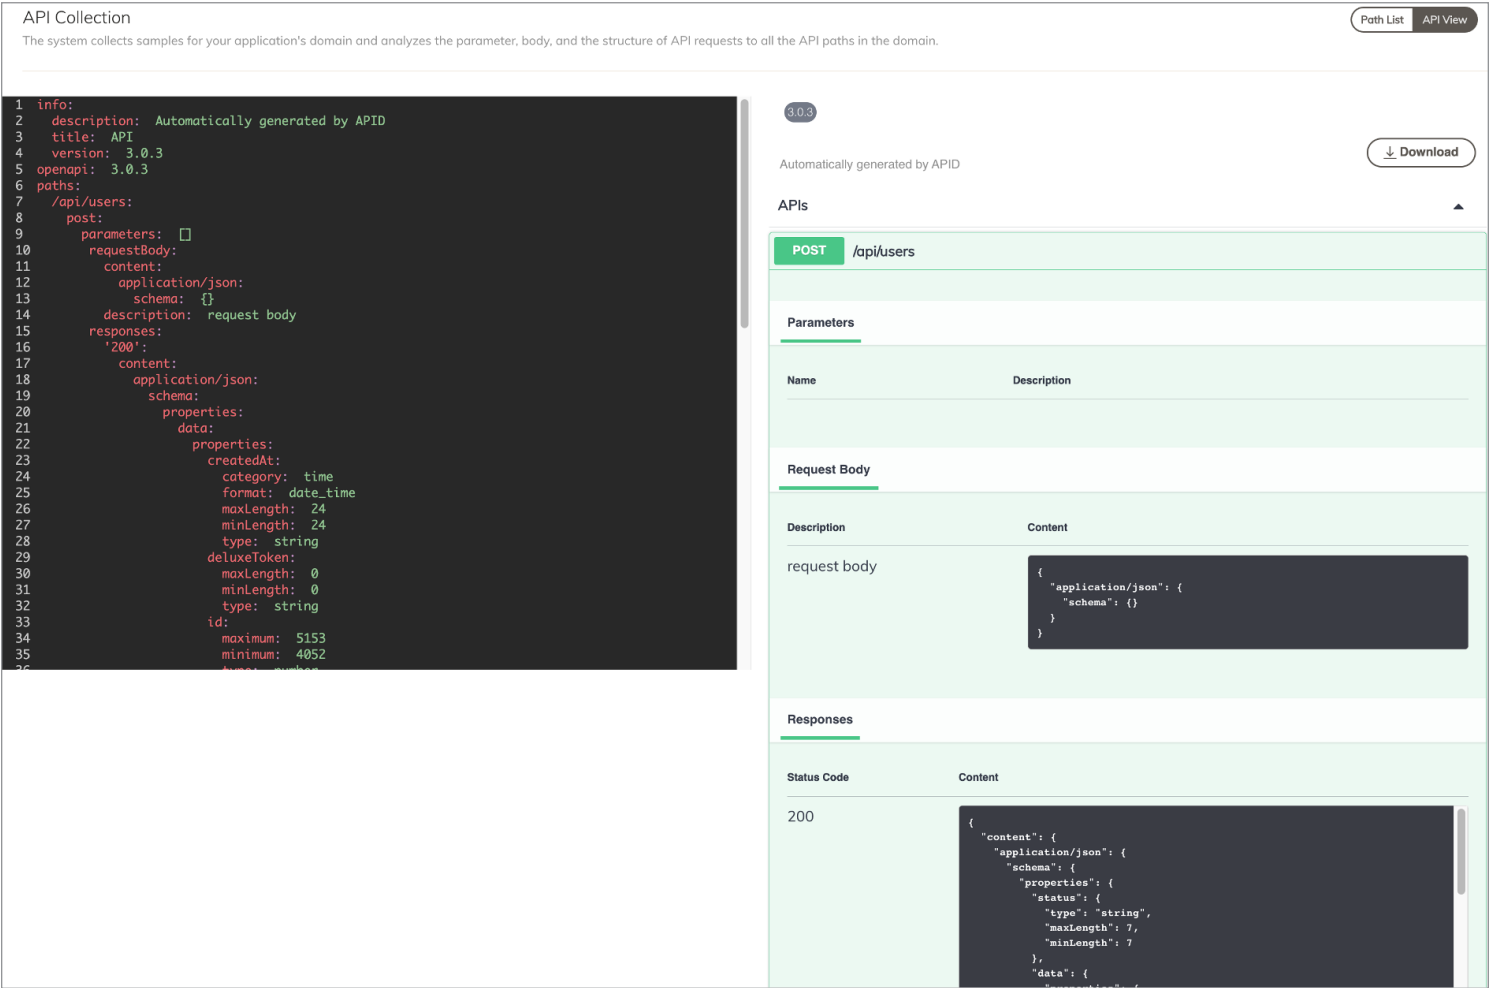 API Collection
Path List
API View
The system collects samples for your application's domain and analyzes the parameter, body, and the structure of API requests to all the API paths in the domain.
1 info:
2 description: Automatically generated by APID
3 title: API
4 version: 3.0.3
5 openapi: 3.0.3
6 paths:
7 /api/users:
8 post:
9 parameters: []
10 requestBody:
11 content:
12 application/json:
13 schema: {}
14 description: request body
15 responses:
16 '200':
17 content:
18 application/json:
19 schema:
20 properties:
21 data:
22 properties:
23 createdAt:
24 category: time
25 format: date_time
26 maxLength: 24
27 minLength: 24
28 type: string
29 deluxeToken:
30 maxLength: 0
31 minLength: 0
32 type: string
33 id:
34 maximum: 5153
35 minimum: 4052
36 type: number
3.0.3
Download
Automatically generated by APID
APIs
POST /api/users
Parameters
Name Description
Request Body
Description Content
request body
{
"application/json": {
"schema": {}
}
}
Responses
Status Code Content
200
{
"content": {
"application/json": {
"schema": {
"properties": {
"status": {
"type": "string",
"maxLength": 7,
"minLength": 7
},
"data": {